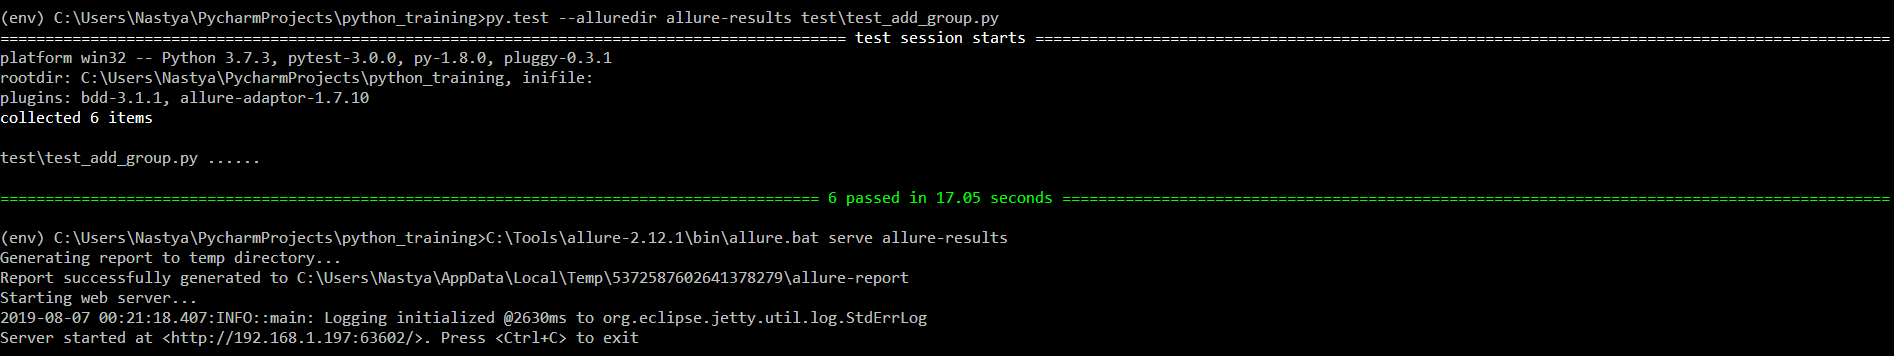 (env) C:\Users\Nastya\PycharmProjects\python_training>py.test --alluredir allure-results test\test_add_group.py
============================================================================================== test session starts ===============================================================================================
platform win32 -- Python 3.7.3, pytest-3.0.0, py-1.8.0, pluggy-0.3.1
rootdir: C:\Users\Nastya\PycharmProjects\python_training, inifile:
plugins: bdd-3.1.1, allure-adaptor-1.7.10
collected 6 items
test\test_add_group.py ......
=========================================================================================== 6 passed in 17.05 seconds ============================================================================================
(env) C:\Users\Nastya\PycharmProjects\python_training>C:\Tools\allure-2.12.1\bin\allure.bat serve allure-results
Generating report to temp directory...
Report successfully generated to C:\Users\Nastya\AppData\Local\Temp\5372587602641378279\allure-report
Starting web server...
2019-08-07 00:21:18.407:INFO::main: Logging initialized @2630ms to org.eclipse.jetty.util.log.StdErrLog
Server started at <http://192.168.1.197:63602/>. Press <Ctrl+C> to exit